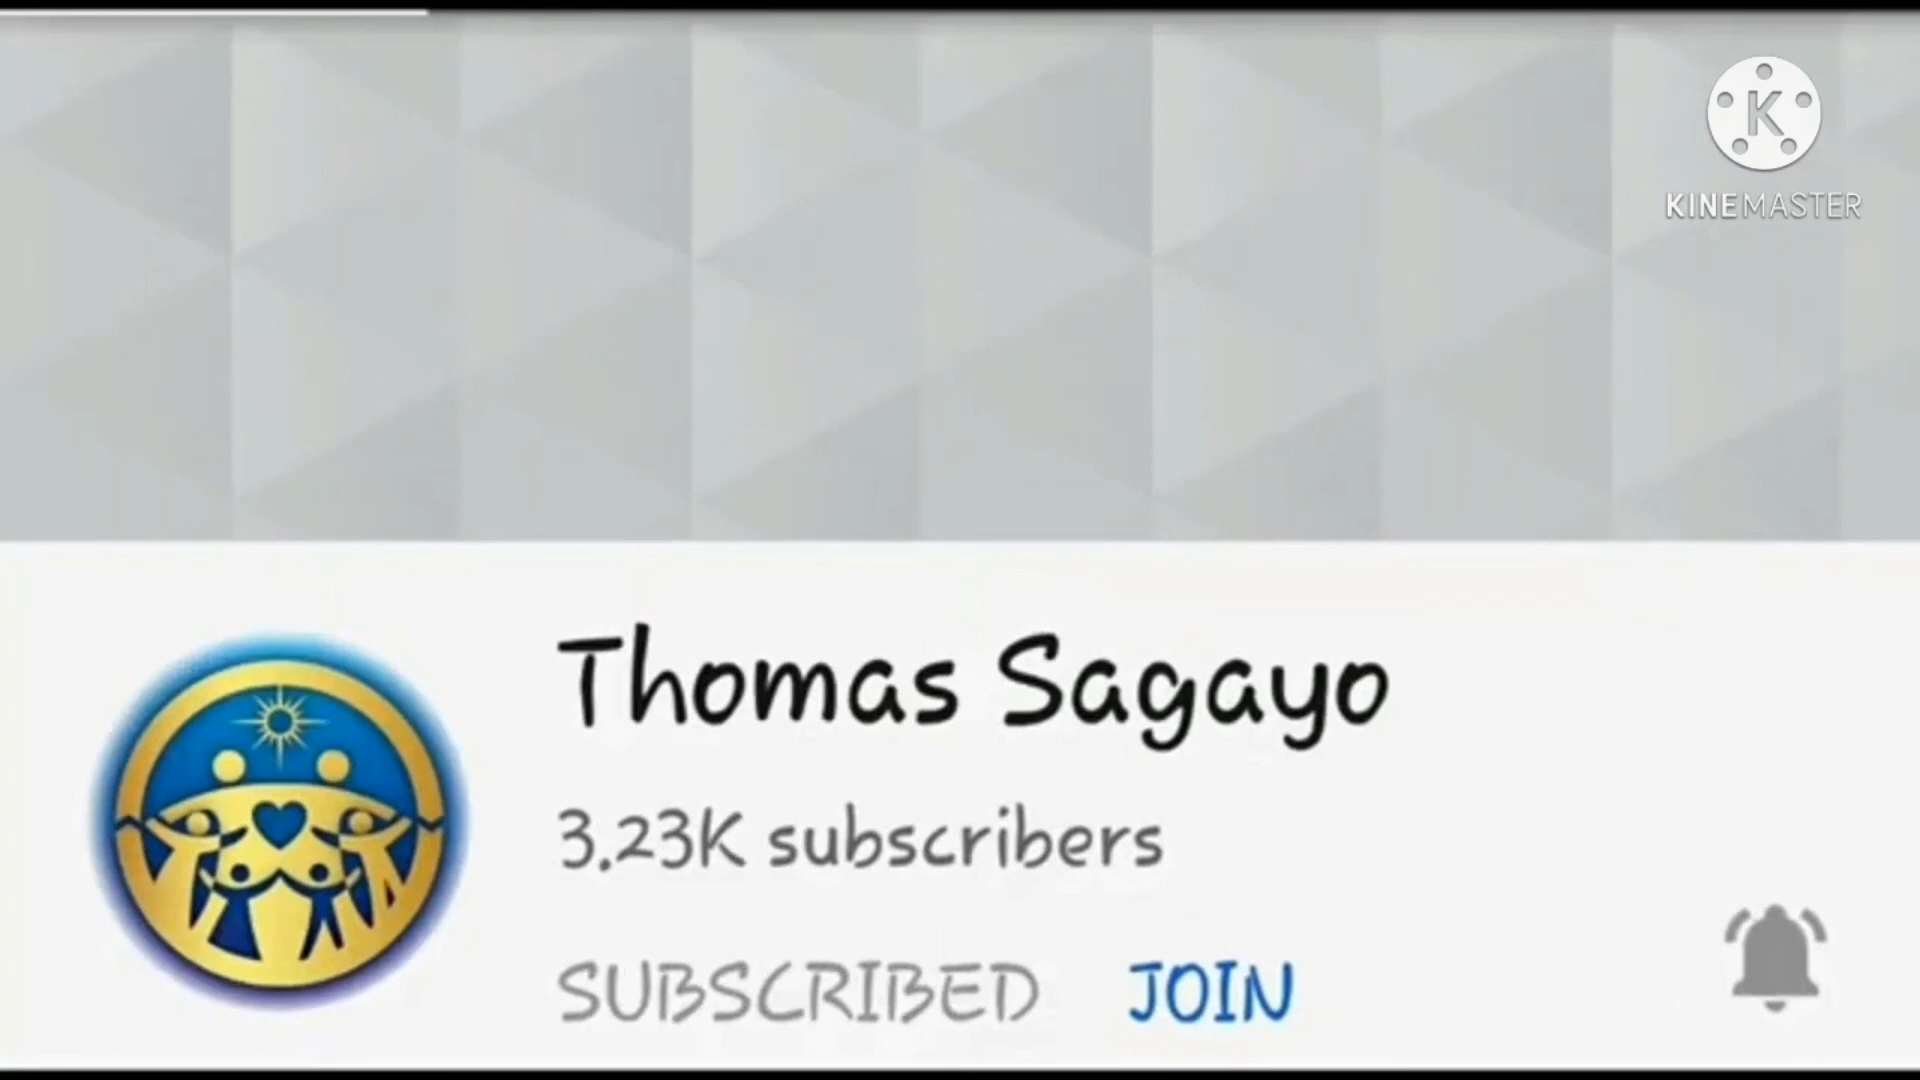 K
KINEMASTER
Thomas Sagayo
3.23K subscribers
SUBSCRIBED JOIN